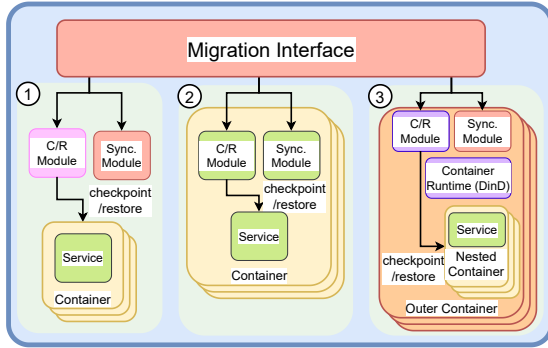 Migration Interface
1
C/R
Module
Sync.
Module
checkpoint
/restore
Service
Container
2
C/R
Module
Sync.
Module
checkpoint
/restore
Service
Container
3
C/R
Module
Sync.
Module
Container
Runtime (DinD)
checkpoint
/restore
Service
Nested
Container
Outer Container